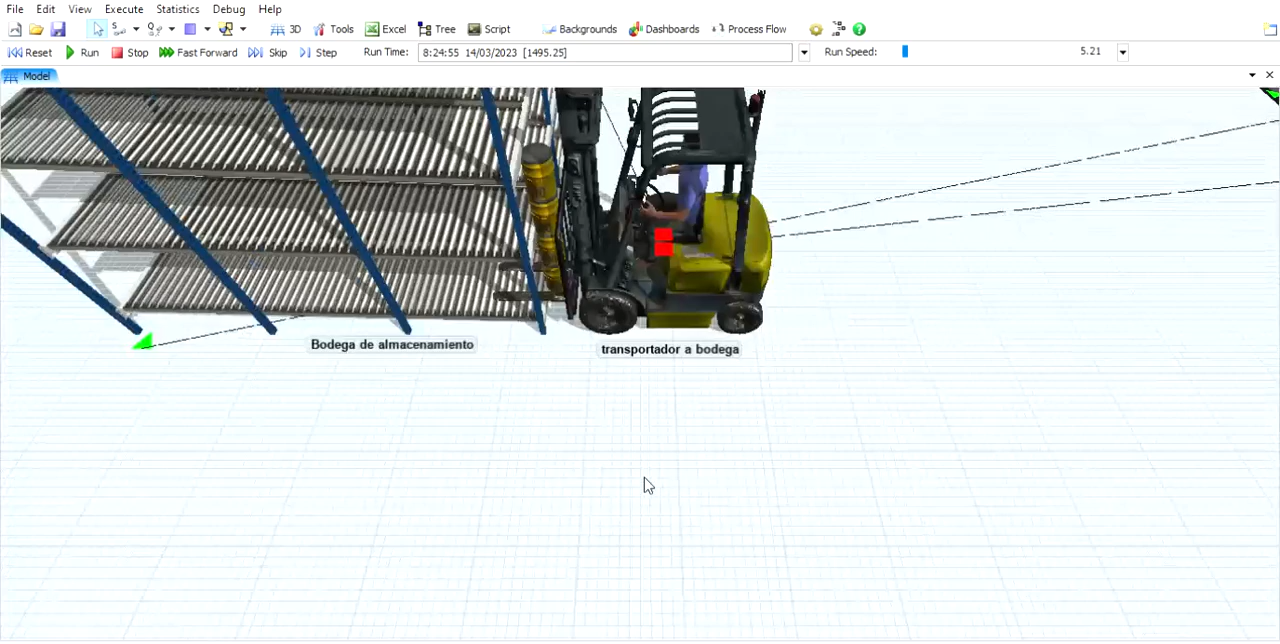 File Edit View Execute Statistics Debug Help
3D Tools Excel Tree Script Backgrounds Dashboards Process Flow
Reset Run Stop Fast Forward Skip Step Run Time: 8:24:55 14/03/2023 [1495.25] Run Speed: 5.21
Model
Bodega de almacenamiento
transportador a bodega